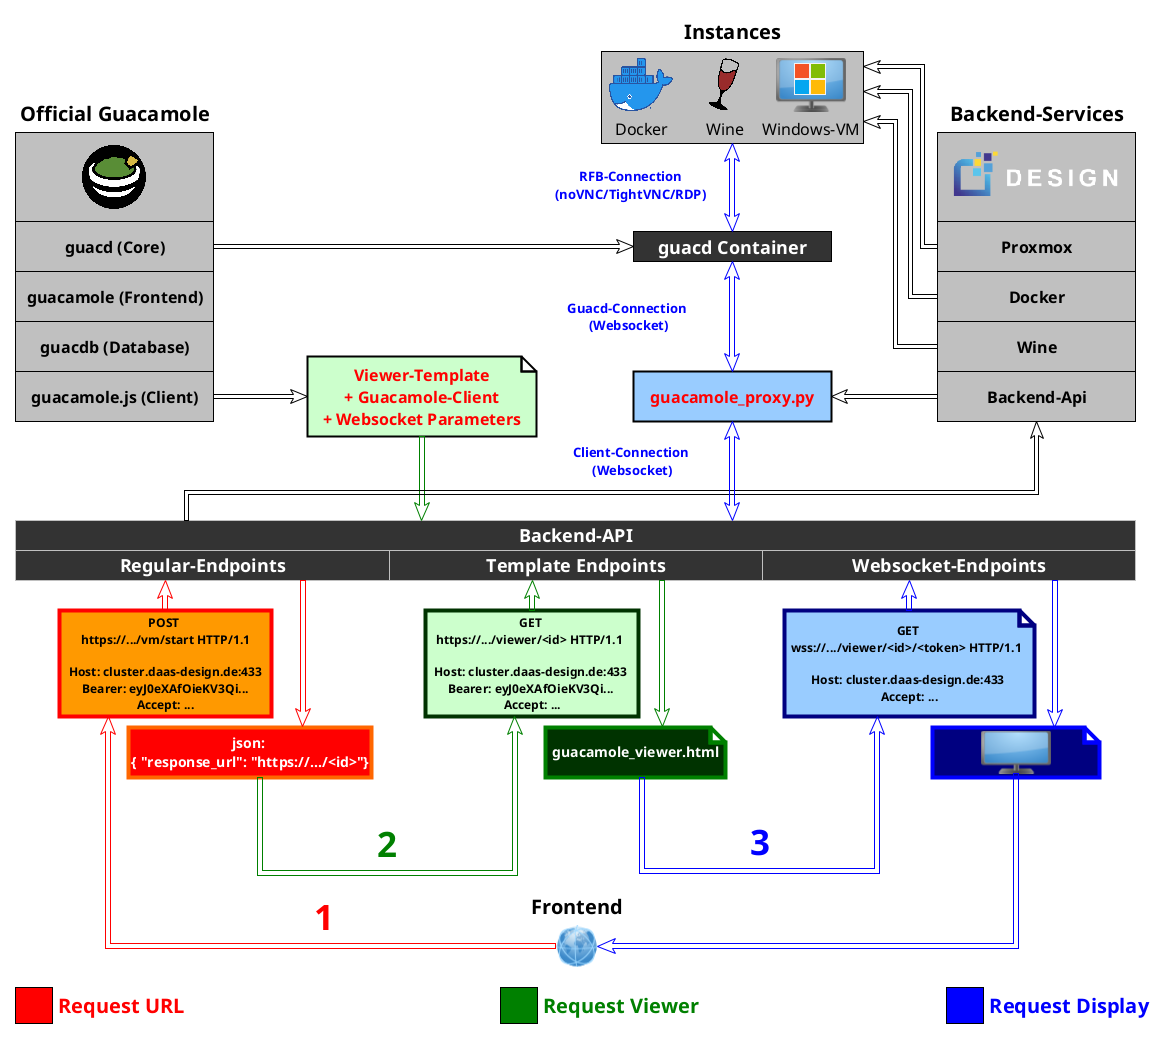 Instances
Docker
Wine
Windows-VM
Official Guacamole
guacd (Core)
guacamole (Frontend)
guacdb (Database)
guacamole.js (Client)
Backend-Services
DESIGN
Proxmox
Docker
Wine
Backend-Api
RFB-Connection
(noVNC/TightVNC/RDP)
guacd Container
Guacd-Connection
(Websocket)
Viewer-Template
+ Guacamole-Client
+ Websocket Parameters
guacamole_proxy.py
Client-Connection
(Websocket)
Backend-API
Regular-Endpoints
Template Endpoints
Websocket-Endpoints
POST
https://.../vm/start HTTP/1.1
Host: cluster.daas-design.de:433
Bearer: eyJ0eXAfOieKV3Qi...
Accept: ...
json:
{ "response_url": "https://.../<id>"}
GET
https://.../viewer/<id> HTTP/1.1
Host: cluster.daas-design.de:433
Bearer: eyJ0eXAfOieKV3Qi...
Accept: ...
guacamole_viewer.html
GET
wss://.../viewer/<id>/<token> HTTP/1.1
Host: cluster.daas-design.de:433
Accept: ...
2
3
1
Frontend
Request URL
Request Viewer
Request Display